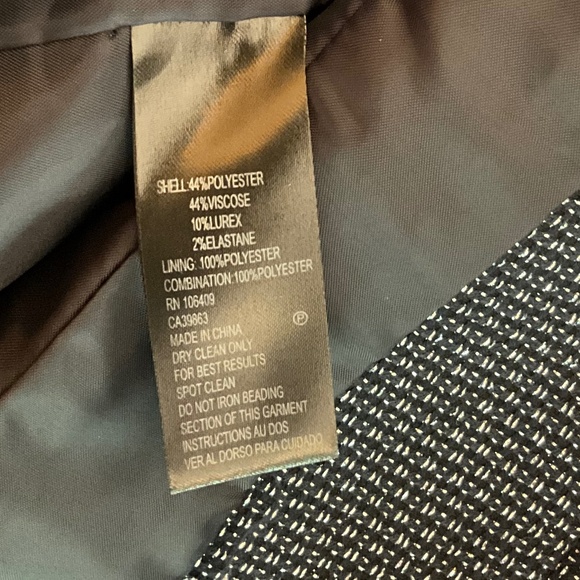 SHELL:44%POLYESTER
44%VISCOSE
10%LUREX
2%ELASTANE
LINING: 100%POLYESTER
COMBINATION:100%POLYESTER
RN 106409
CA39863
MADE IN CHINA
P
DRY CLEAN ONLY
FOR BEST RESULTS
SPOT CLEAN
DO NOT IRON BEADING
SECTION OF THIS GARMENT
INSTRUCTIONS AU DOS
VER AL DORSO PARA CUIDADO